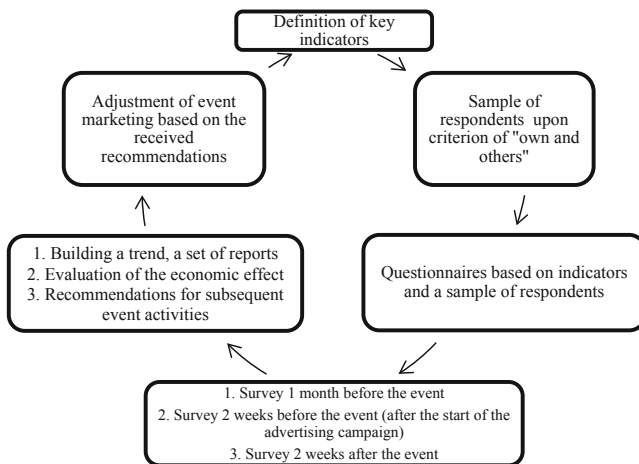 Definition of key
indicators
Adjustment of event
marketing based on the
received
recommendations
Sample of
respondents upon
criterion of "own and
others"
1. Building a trend, a set of reports
2. Evaluation of the economic effect
3. Recommendations for subsequent
event activities
Questionnaires based on indicators
and a sample of respondents
1. Survey 1 month before the event
2. Survey 2 weeks before the event (after the start of the
advertising campaign)
3. Survey 2 weeks after the event